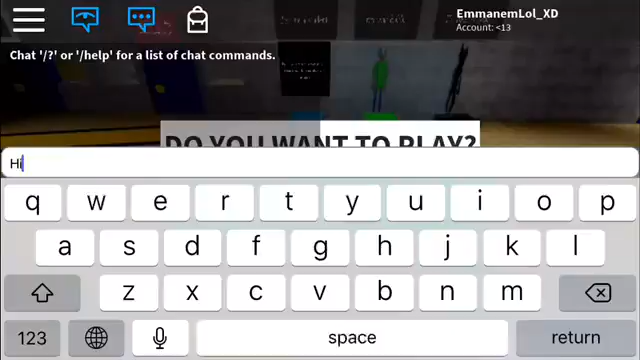 EmmanemLol_XD
Account: <13
Chat '/?' or '/help' for a list of chat commands.
DO YOU WANT TO PLAY?
Hi
q w e r t y u i o p
a s d f g h j k l
z x c v b n m
123 space return